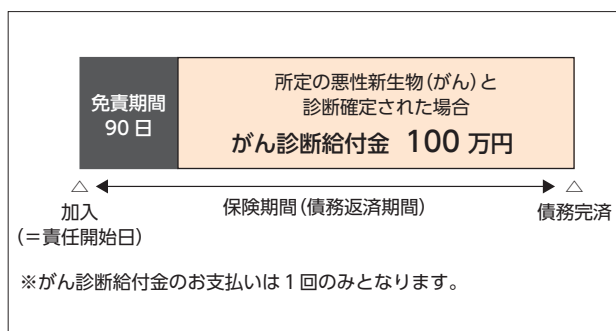 免責期間
90日
所定の悪性新生物(がん)と
診断確定された場合
がん診断給付金 100万円
△
△
加入
(=責任開始日)
保険期間(債務返済期間)
債務完済
※がん診断給付金のお支払いは1回のみとなります。